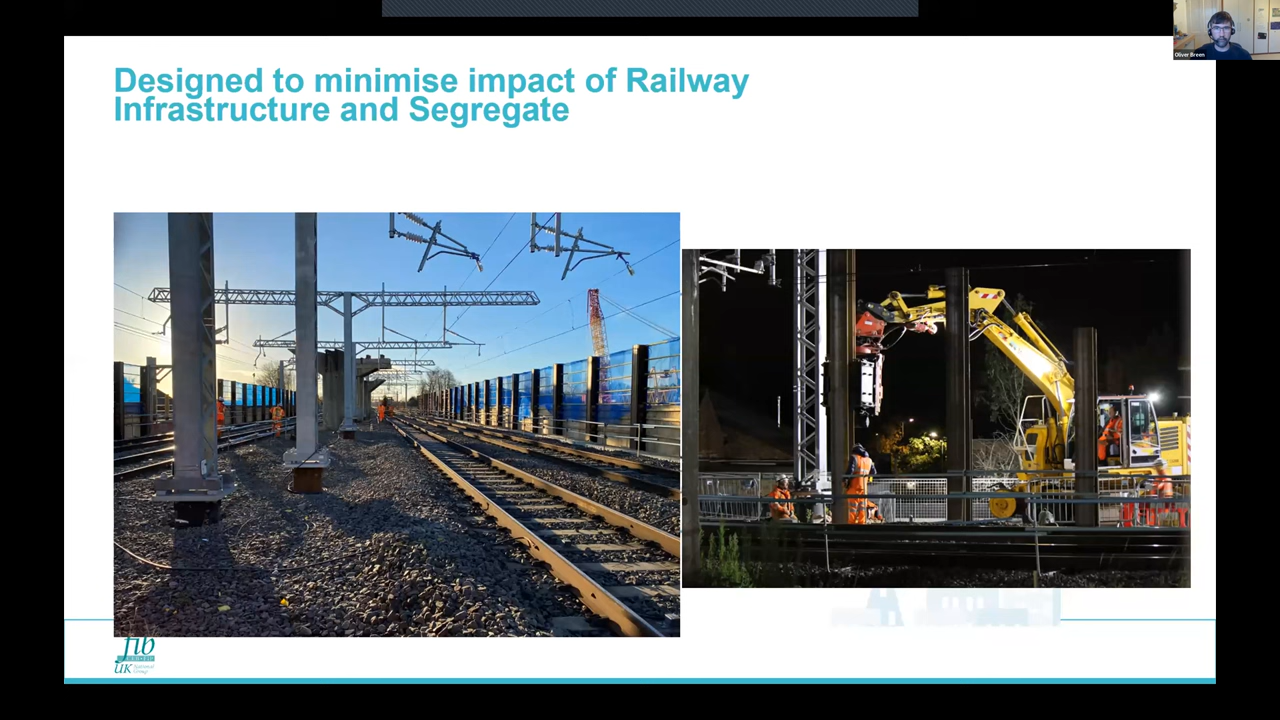 Oliver Breen
Designed to minimise impact of Railway
Infrastructure and Segregate
fib
UK